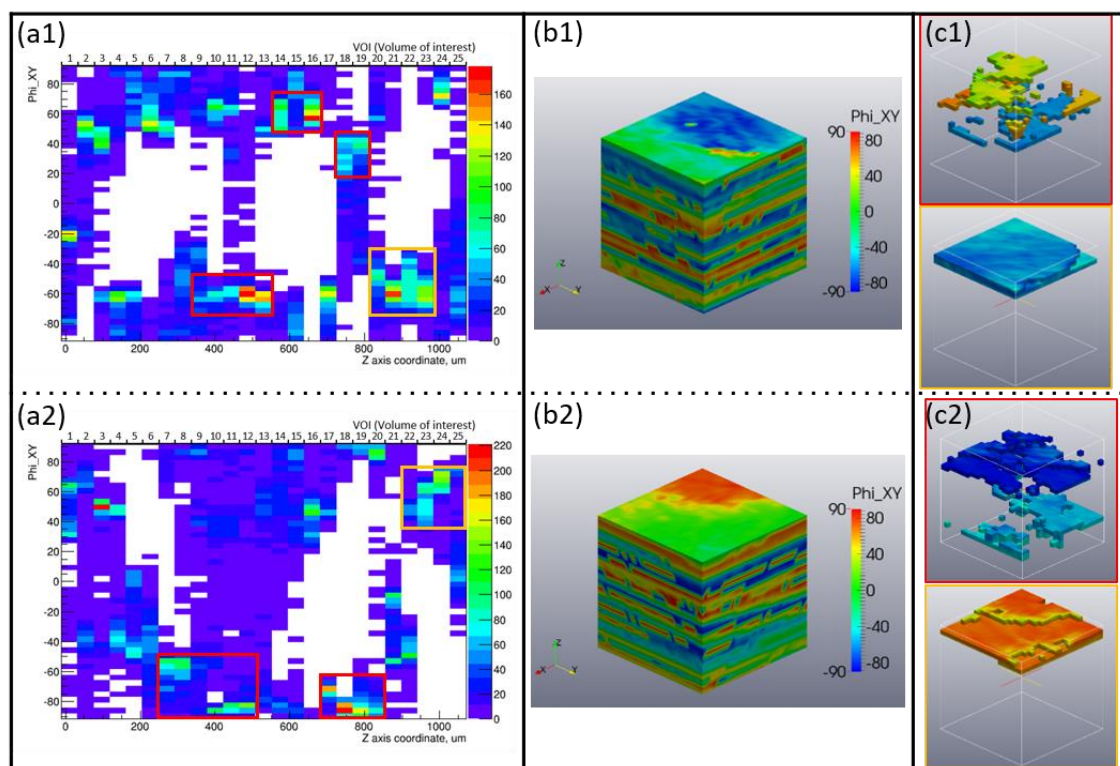 (a1)
VOI (Volume of interest)
1 2 3 4 5 6 7 8 9 10 11 12 13 14 15 16 17 18 19 20 21 22 23 24 25
Phi_XY
80
60
40
20
0
-20
-40
-60
-80
0 200 400 600 800 1000
Z axis coordinate, um
160
140
120
100
80
60
40
20
0
(b1)
Phi_XY
90 80
40
0
-40
-90 -80
Z
X Y
(c1)
(a2)
VOI (Volume of interest)
1 2 3 4 5 6 7 8 9 10 11 12 13 14 15 16 17 18 19 20 21 22 23 24 25
Phi_XY
80
60
40
20
0
-20
-40
-60
-80
0 200 400 600 800 1000
Z axis coordinate, um
220
200
180
160
140
120
100
80
60
40
20
0
(b2)
Phi_XY
90 80
40
0
-40
-90 -80
Z
X Y
(c2)